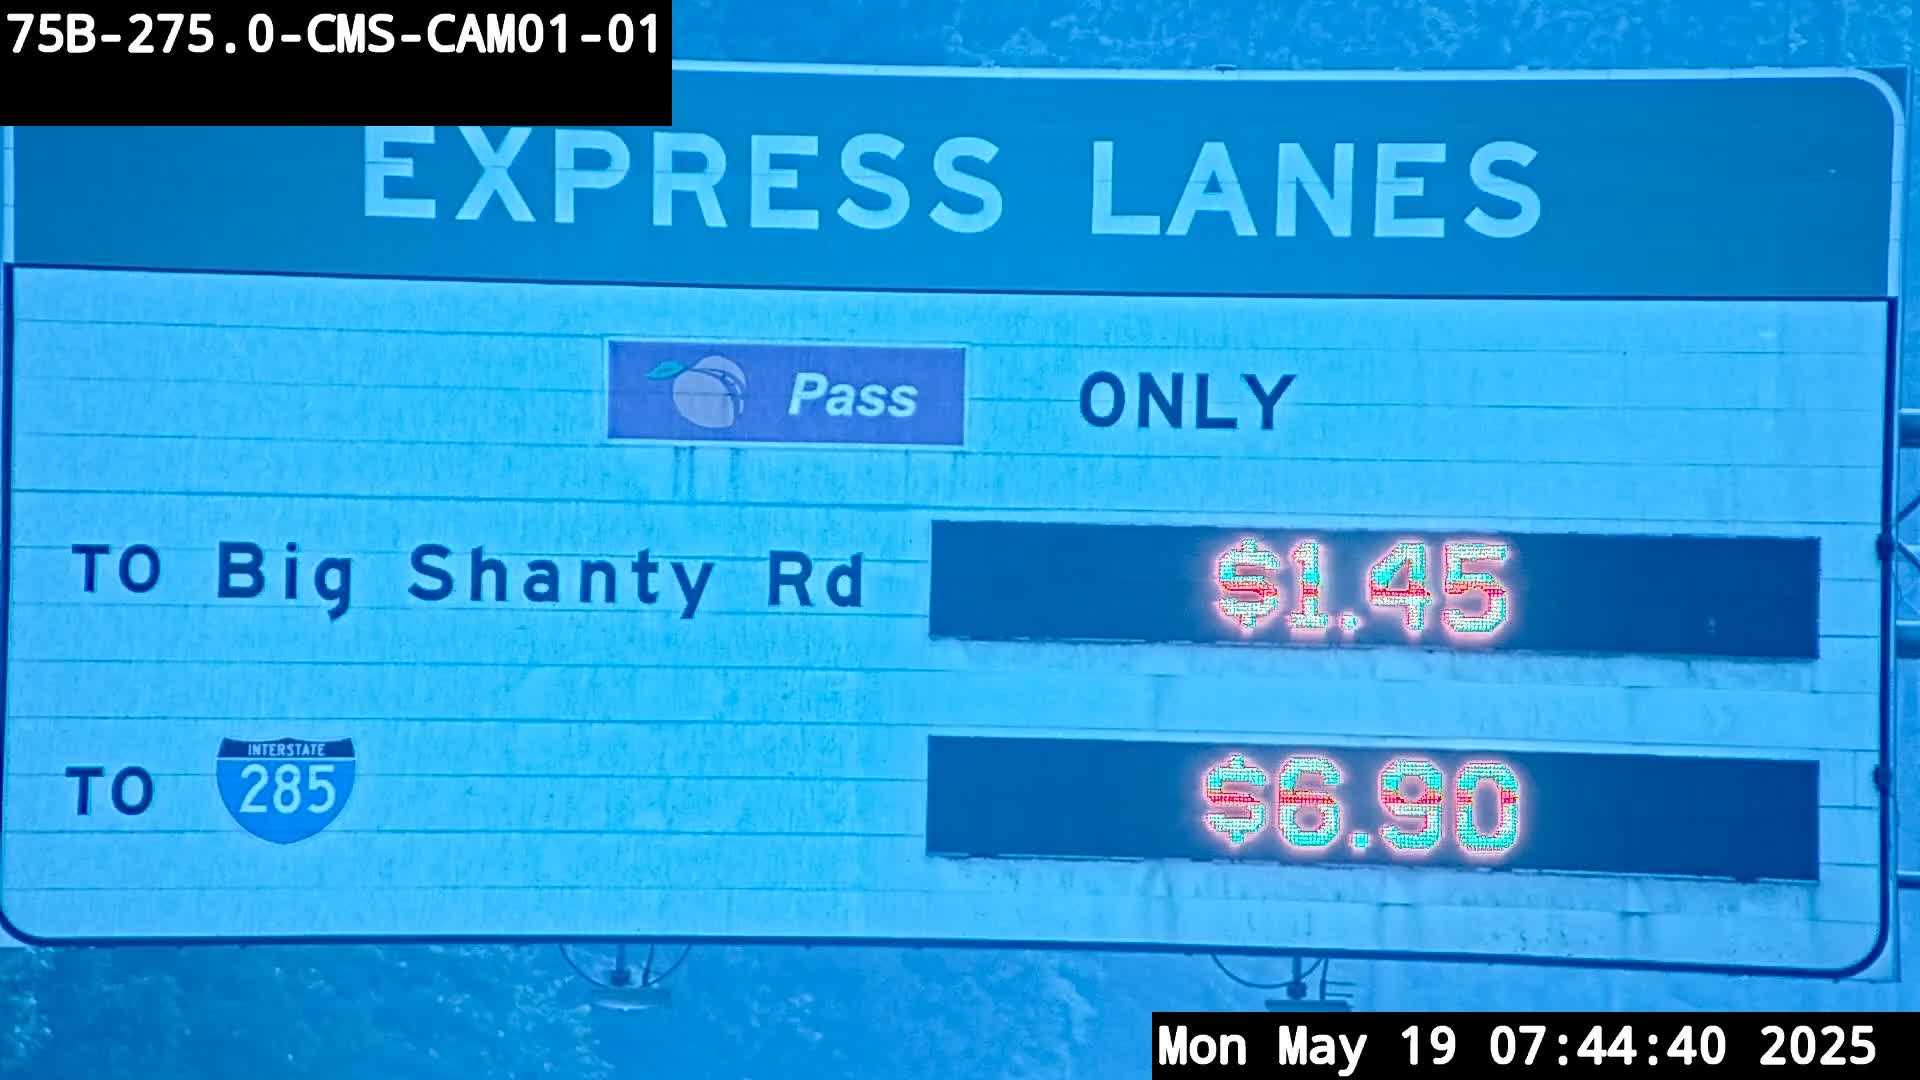 75B-275.0-CMS-CAM01-01
EXPRESS LANES
Pass ONLY
TO Big Shanty Rd $1.45
INTERSTATE
TO 285 $6.90
Mon May 19 07:44:40 2025